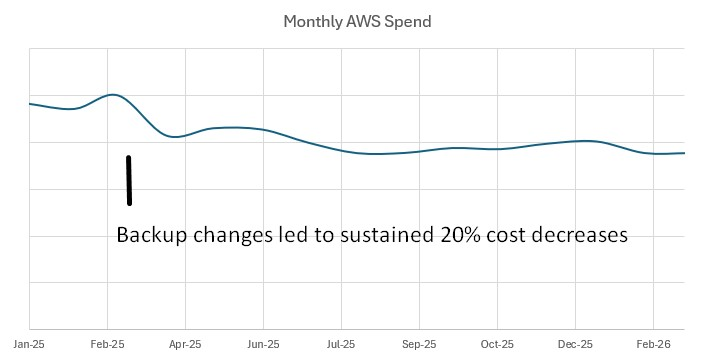 Monthly AWS Spend
Backup changes led to sustained 20% cost decreases
Jan-25 Feb-25 Apr-25 Jun-25 Jul-25 Sep-25 Oct-25 Dec-25 Feb-26